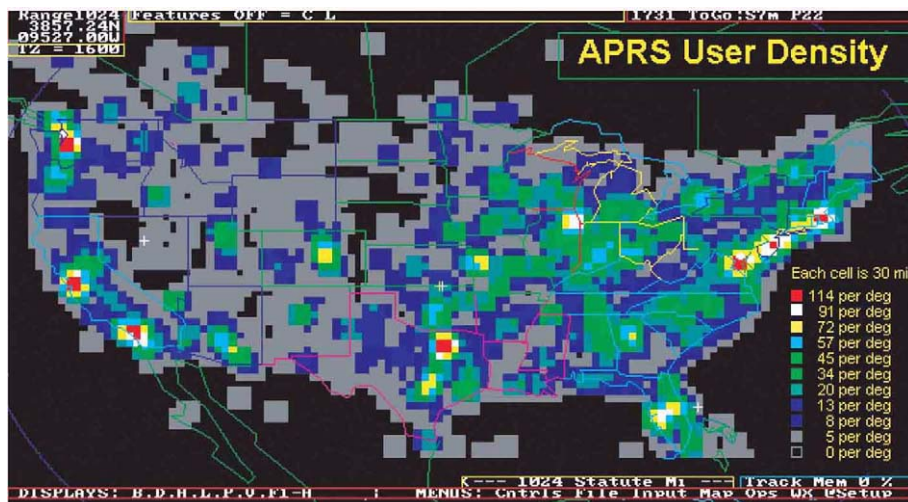 Range1024
3857.24N
09527.00W
TZ = 1600
Features OFF = C L
1731 ToGo:S7m P22
APRS User Density
Each cell is 30 mi
114 per deg
91 per deg
72 per deg
57 per deg
45 per deg
34 per deg
20 per deg
13 per deg
8 per deg
5 per deg
0 per deg
K--- 1024 Statute Mi ---
Track Mem 0 %
DISPLAYS: B.D.H.L.P.V.F1-H : MENUS: Cntrls File Input Map Ops WX @Setup